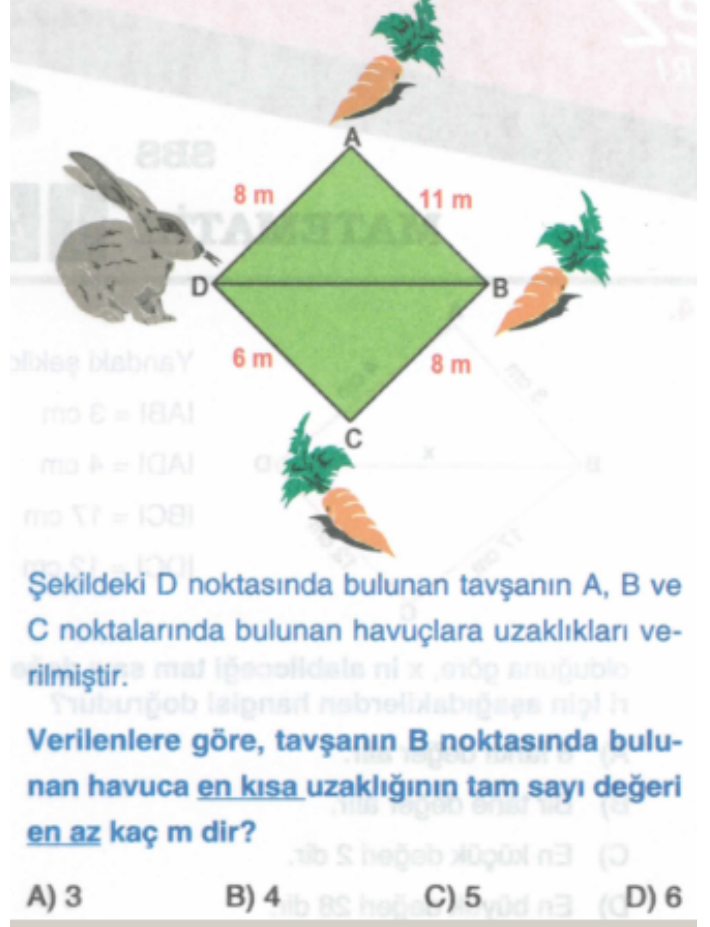 A
8 m
11 m
D
B
6 m
8 m
C
Şekildeki D noktasında bulunan tavşanın A, B ve
C noktalarında bulunan havuçlara uzaklıkları ve-
rilmiştir.
Verilenlere göre, tavşanın B noktasında bulu-
nan havuca en kısa uzaklığının tam sayı değeri
en az kaç m dir?
A) 3 B) 4 C) 5 D) 6